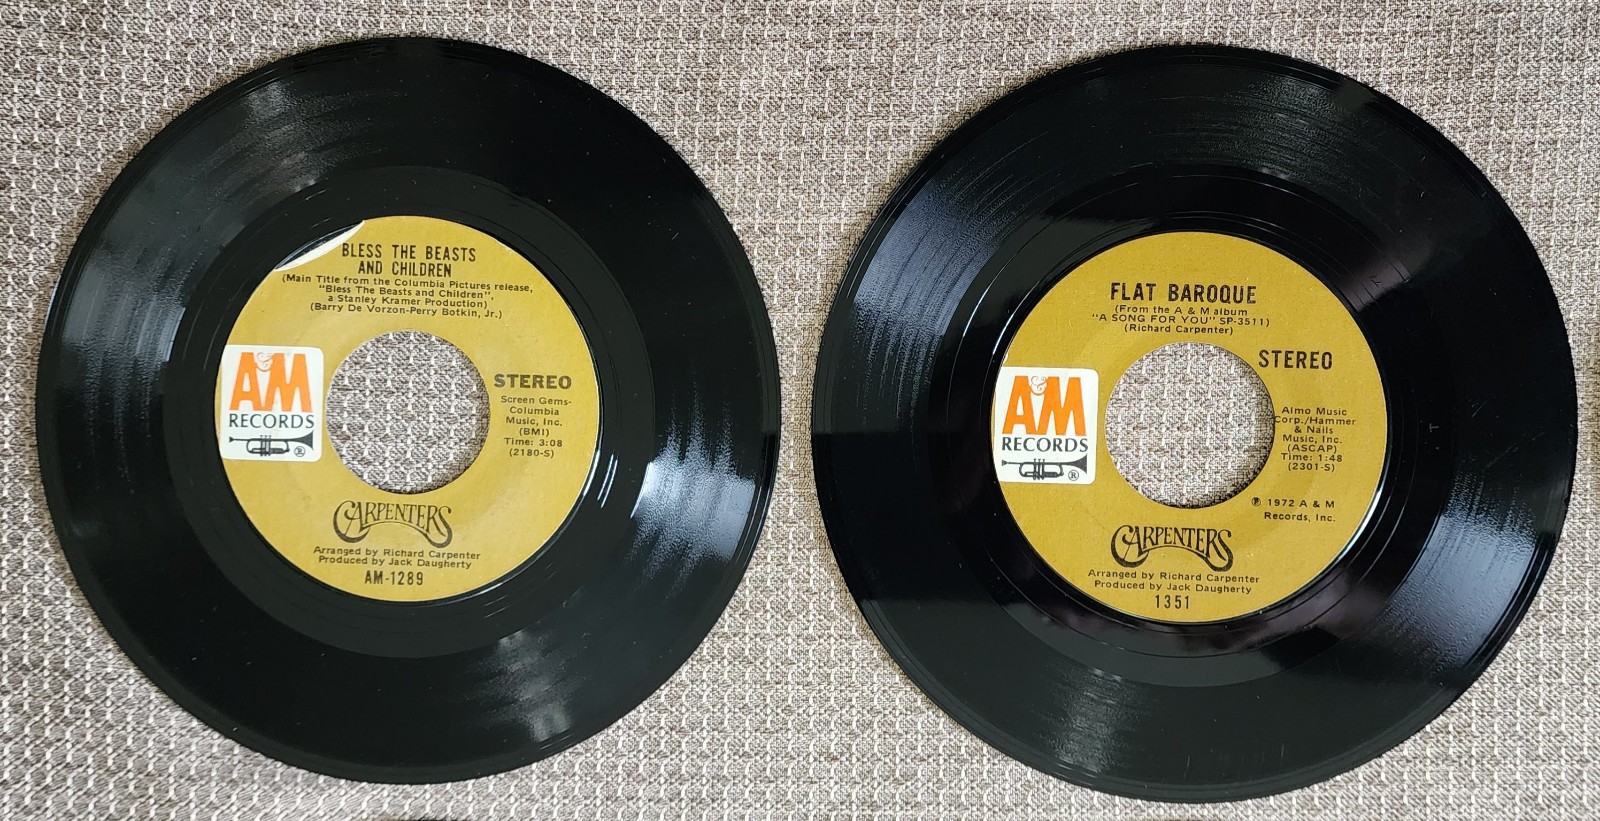 BLESS THE BEASTS
AND CHILDREN
(Main Title from the Columbia Pictures release,
"Bless The Beasts and Children",
a Stanley Kramer Production)
(Barry De Vorzon-Perry Botkin, Jr.)
A&M
RECORDS
®
STEREO
Screen Gems-
Columbia
Music, Inc.
(BMI)
Time: 3:08
(2180-S)
CARPENTERS
Arranged by Richard Carpenter
Produced by Jack Daugherty
AM-1289
FLAT BAROQUE
(From the A & M album
"A SONG FOR YOU" SP-3511)
(Richard Carpenter)
A&M
RECORDS
®
STEREO
Almo Music
Corp./Hammer
& Nails
Music, Inc.
(ASCAP)
Time: 1:48
(2301-S)
℗ 1972 A & M
Records, Inc.
CARPENTERS
Arranged by Richard Carpenter
Produced by Jack Daugherty
1351